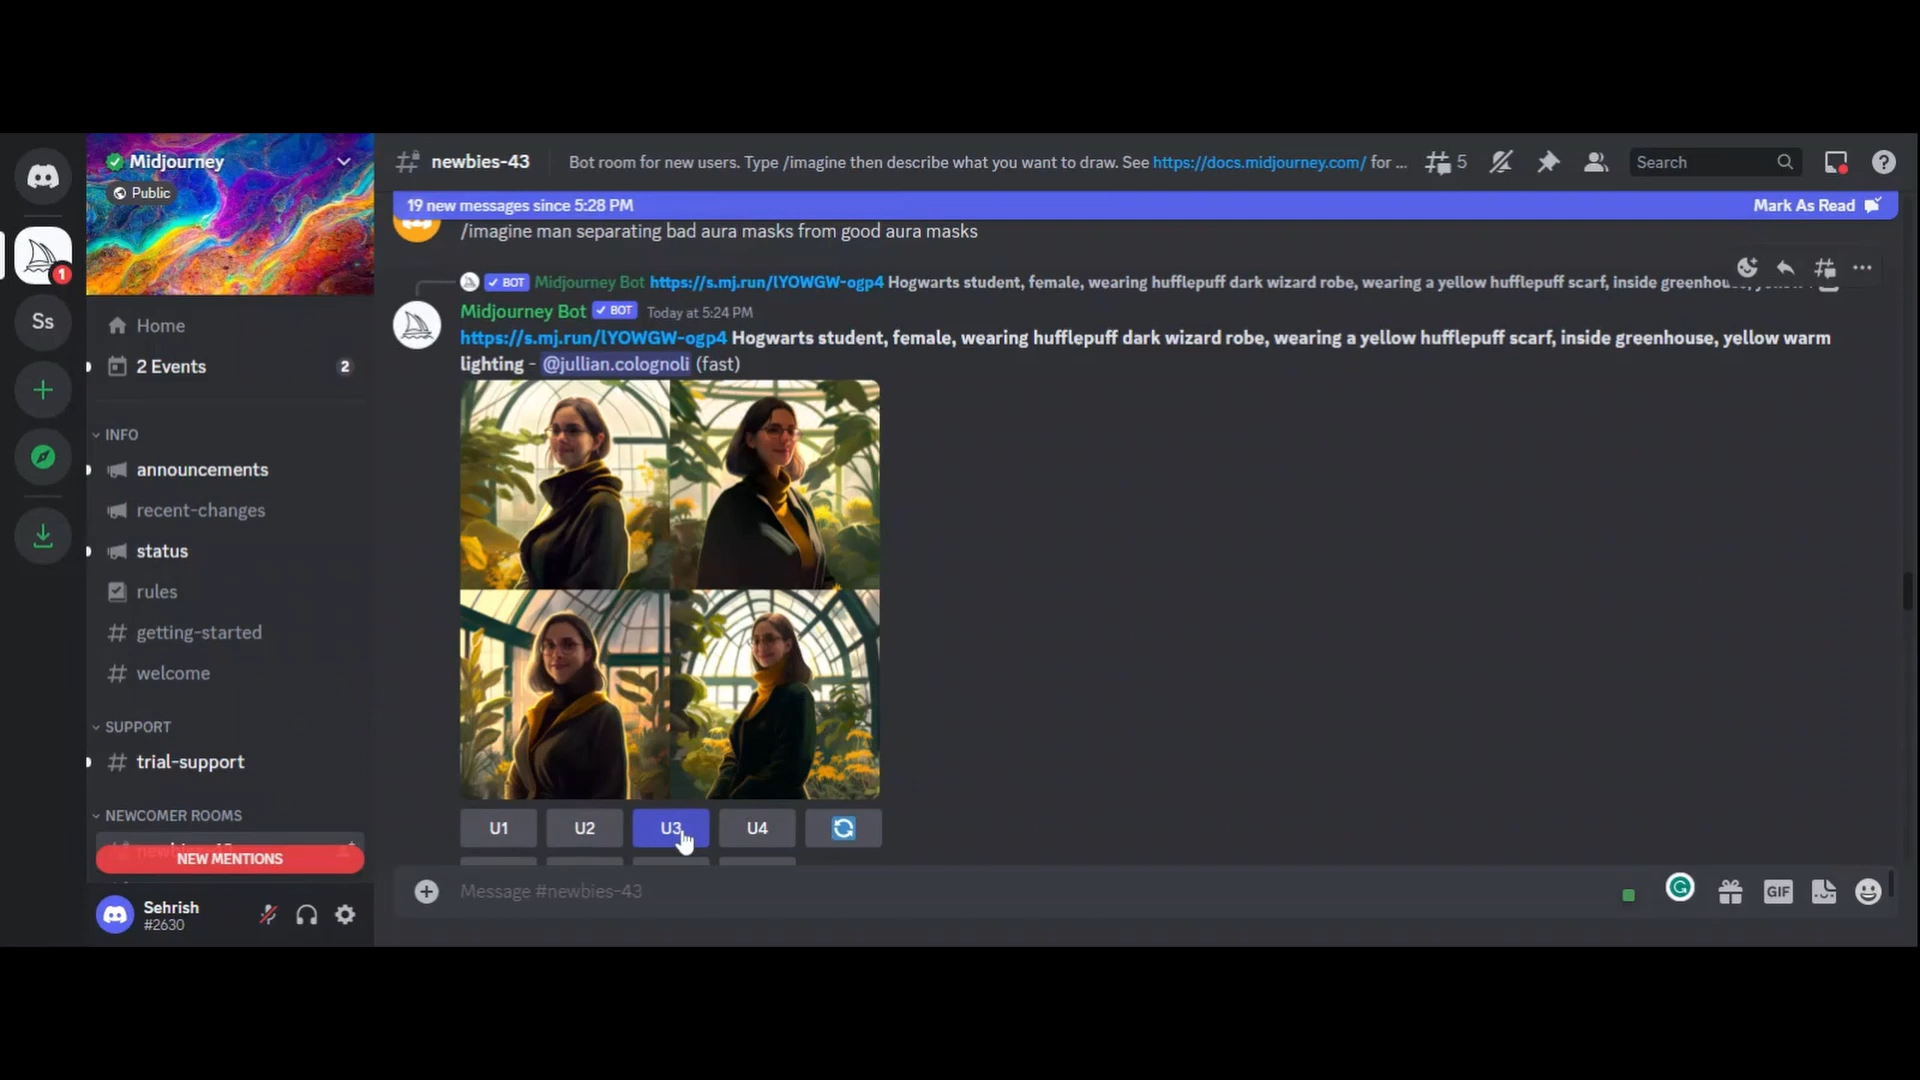 Midjourney
Public
newbies-43
Bot room for new users. Type /imagine then describe what you want to draw. See https://docs.midjourney.com/ for ...
5
Search
19 new messages since 5:28 PM
Mark As Read
/imagine man separating bad aura masks from good aura masks
BOT Midjourney Bot https://s.mj.run/lYOWGW-ogp4 Hogwarts student, female, wearing hufflepuff dark wizard robe, wearing a yellow hufflepuff scarf, inside
Midjourney Bot BOT Today at 5:24 PM
https://s.mj.run/lYOWGW-ogp4 Hogwarts student, female, wearing hufflepuff dark wizard robe, wearing a yellow hufflepuff scarf, inside greenhouse, yellow warm
lighting - @jullian.colognoli (fast)
U1 U2 U3 U4
Message #newbies-43
GIF
1
Ss
Home
2 Events
2
INFO
announcements
recent-changes
status
rules
getting-started
welcome
SUPPORT
trial-support
NEWCOMER ROOMS
NEW MENTIONS
Sehrish
#2630